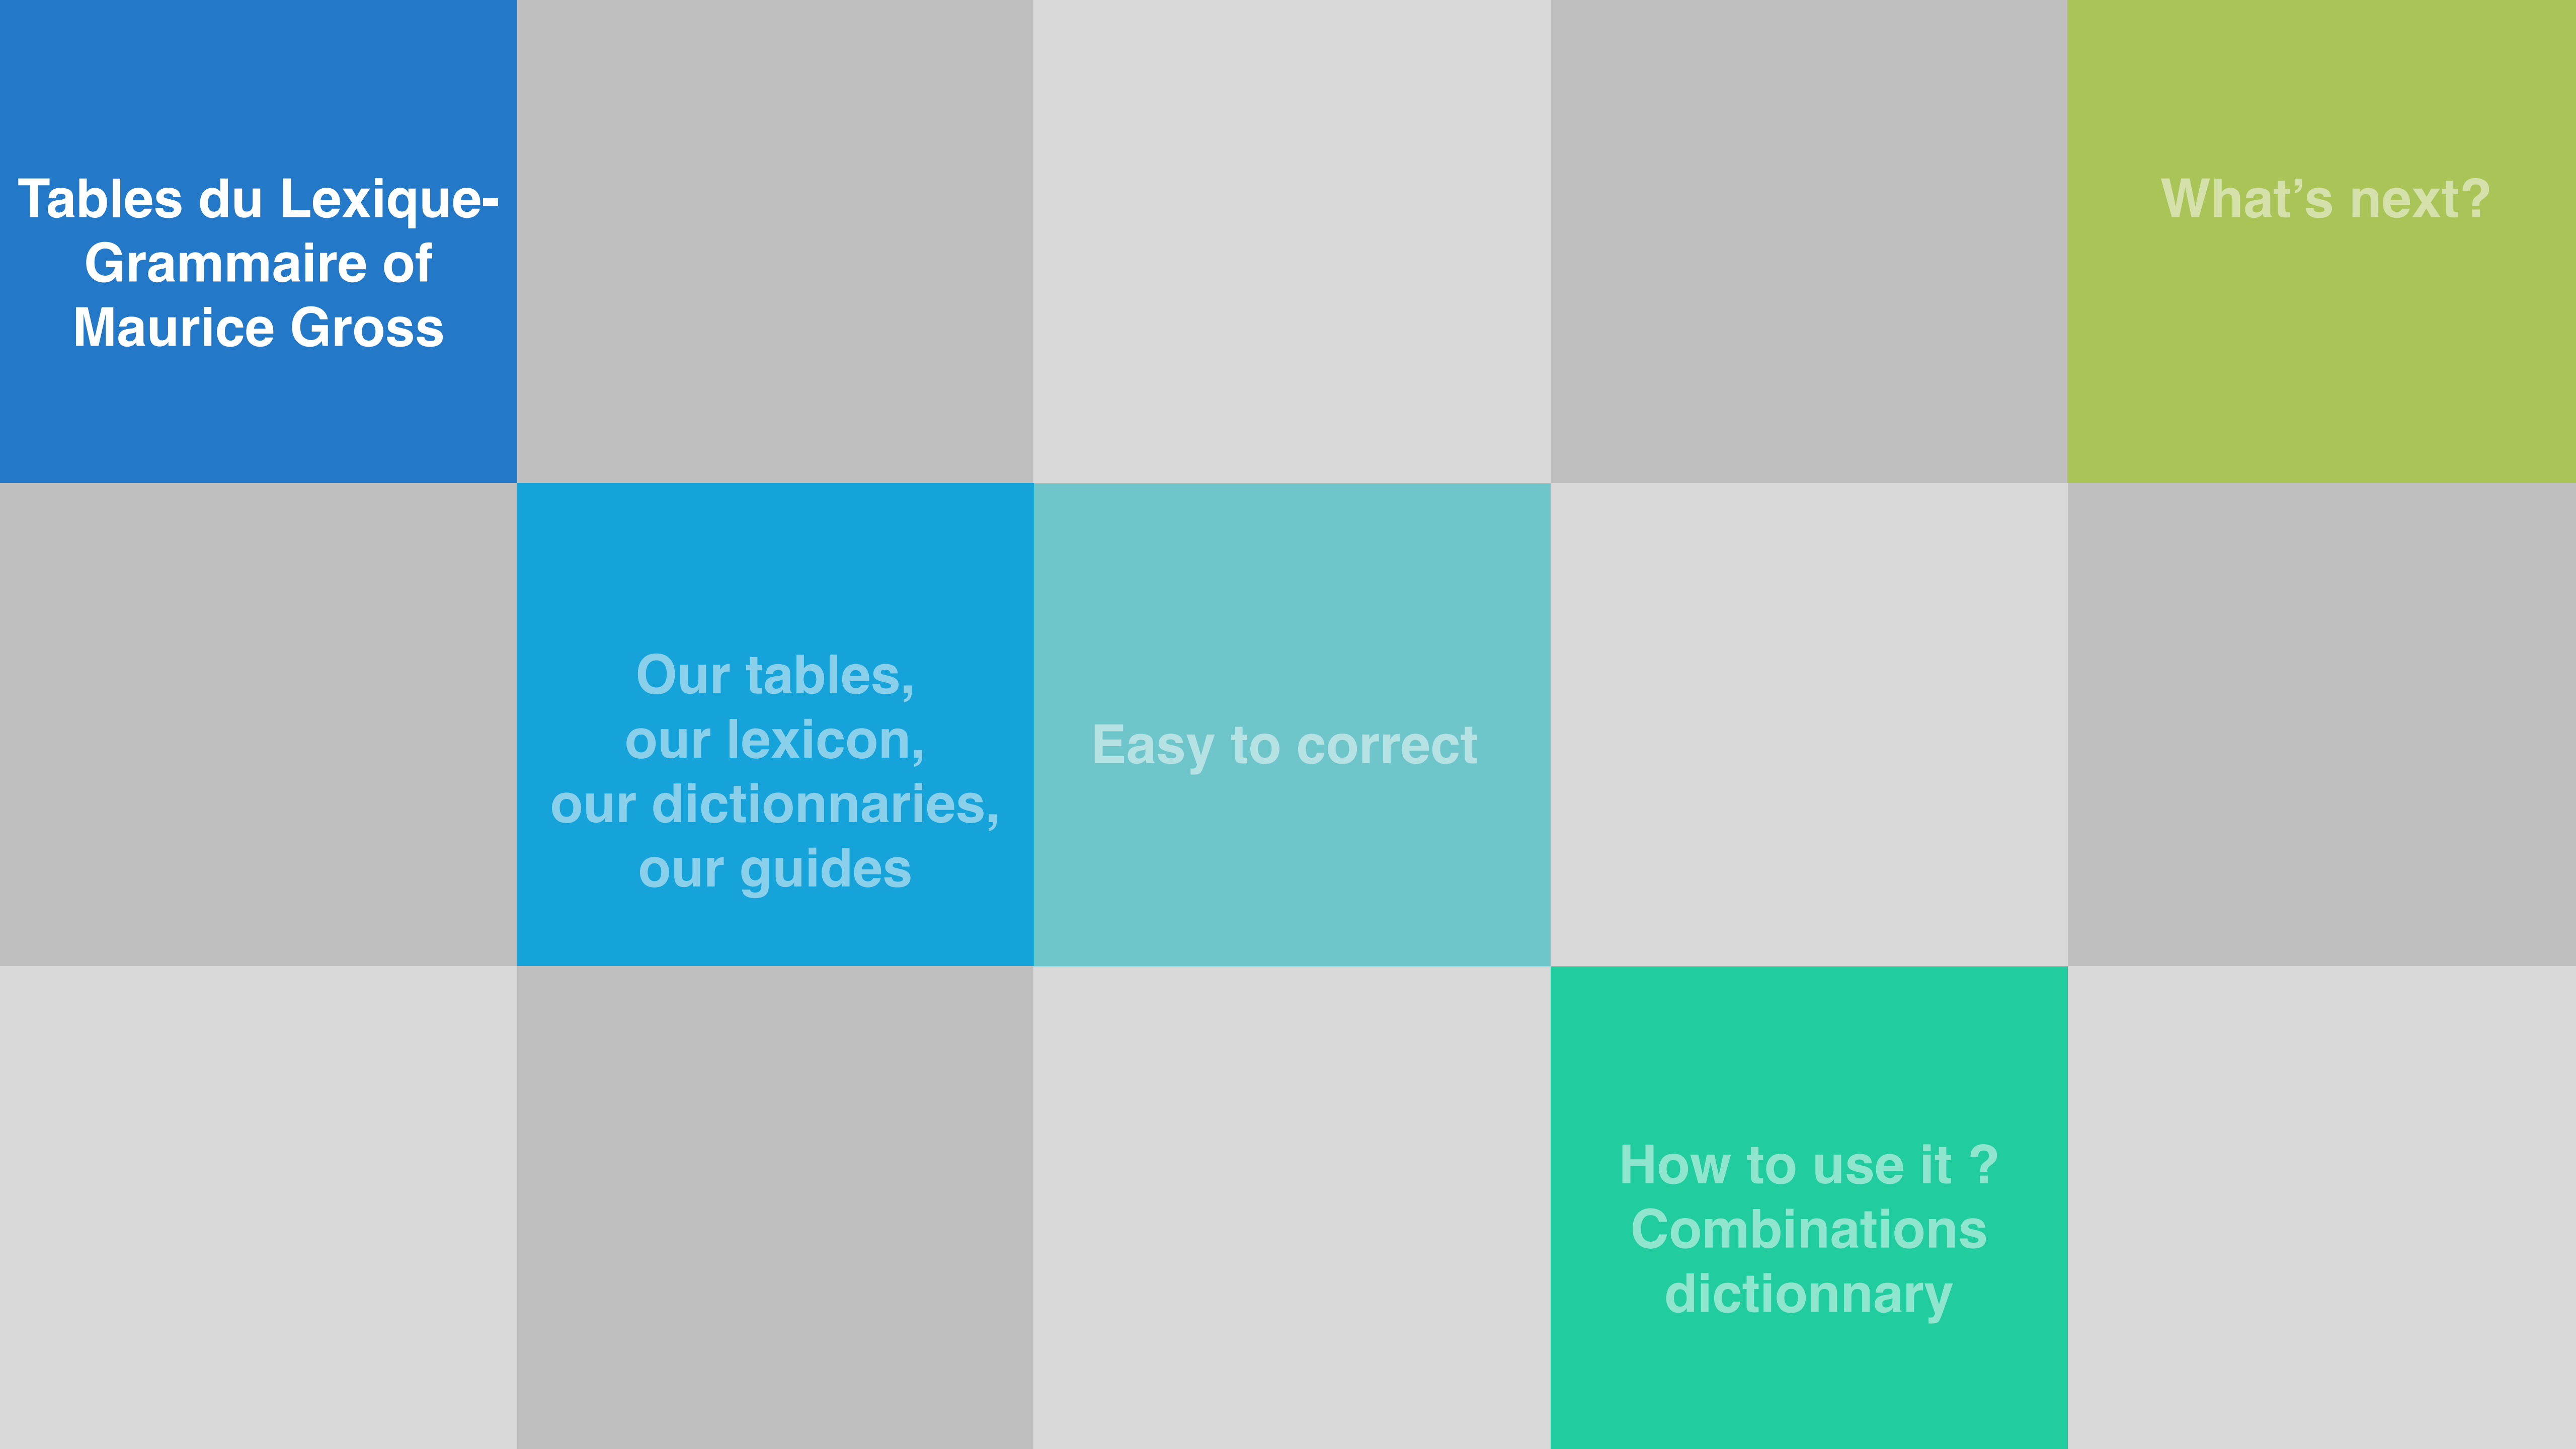 Tables du Lexique-
Grammaire of
Maurice Gross
What’s next?
Our tables,
our lexicon,
our dictionnaries,
our guides
Easy to correct
How to use it ?
Combinations
dictionnary